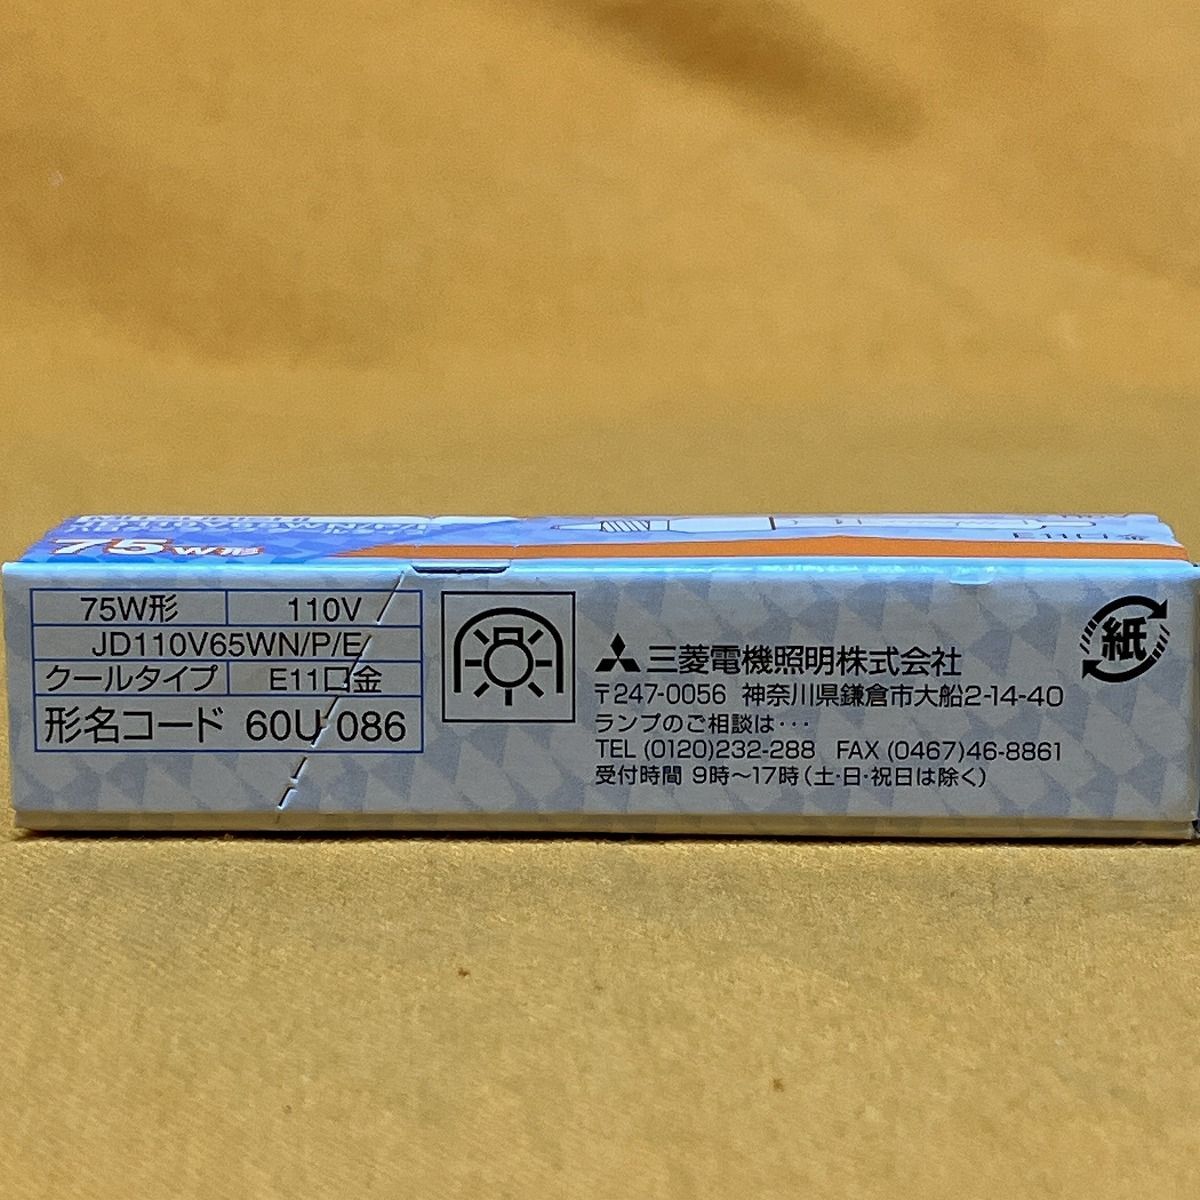 75W形
E11口金
75W形 110V
JD110V65WN/P/E
クールタイプ E11口金
形名コード 60U 086
三菱電機照明株式会社
〒247-0056 神奈川県鎌倉市大船2-14-40
ランプのご相談は・・・
TEL (0120)232-288 FAX (0467)46-8861
受付時間 9時〜17時(土・日・祝日は除く)
紙